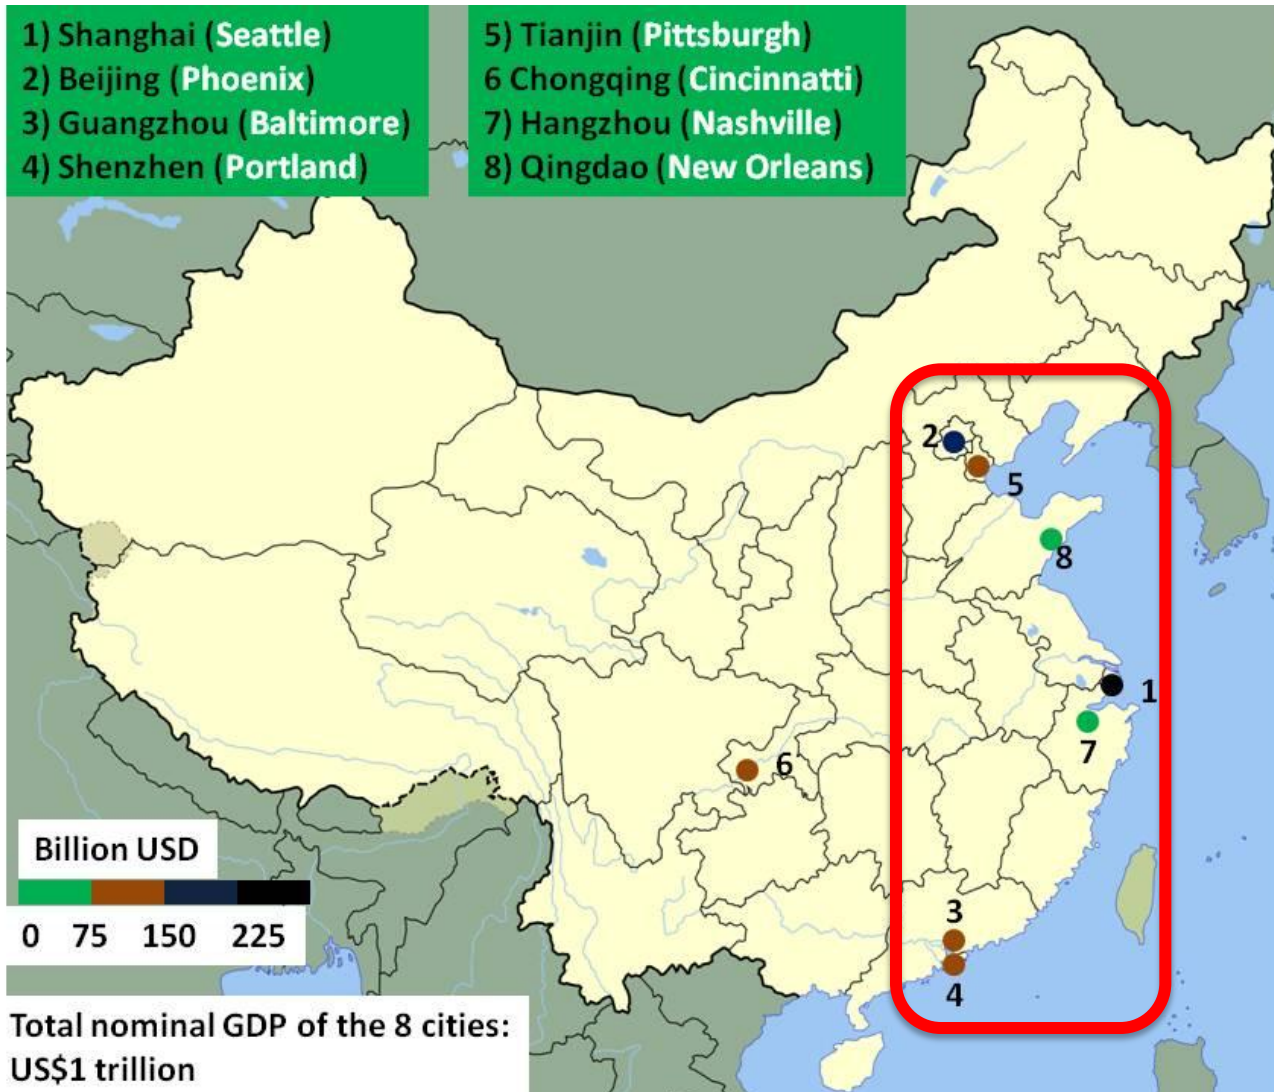 1) Shanghai (Seattle)
2) Beijing (Phoenix)
3) Guangzhou (Baltimore)
4) Shenzhen (Portland)
5) Tianjin (Pittsburgh)
6 Chongqing (Cincinnatti)
7) Hangzhou (Nashville)
8) Qingdao (New Orleans)
2
5
8
1
7
6
3
4
Billion USD
0 75 150 225
Total nominal GDP of the 8 cities:
US$1 trillion